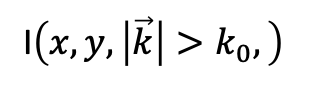 I(x, y, |k⃗| > k₀, )